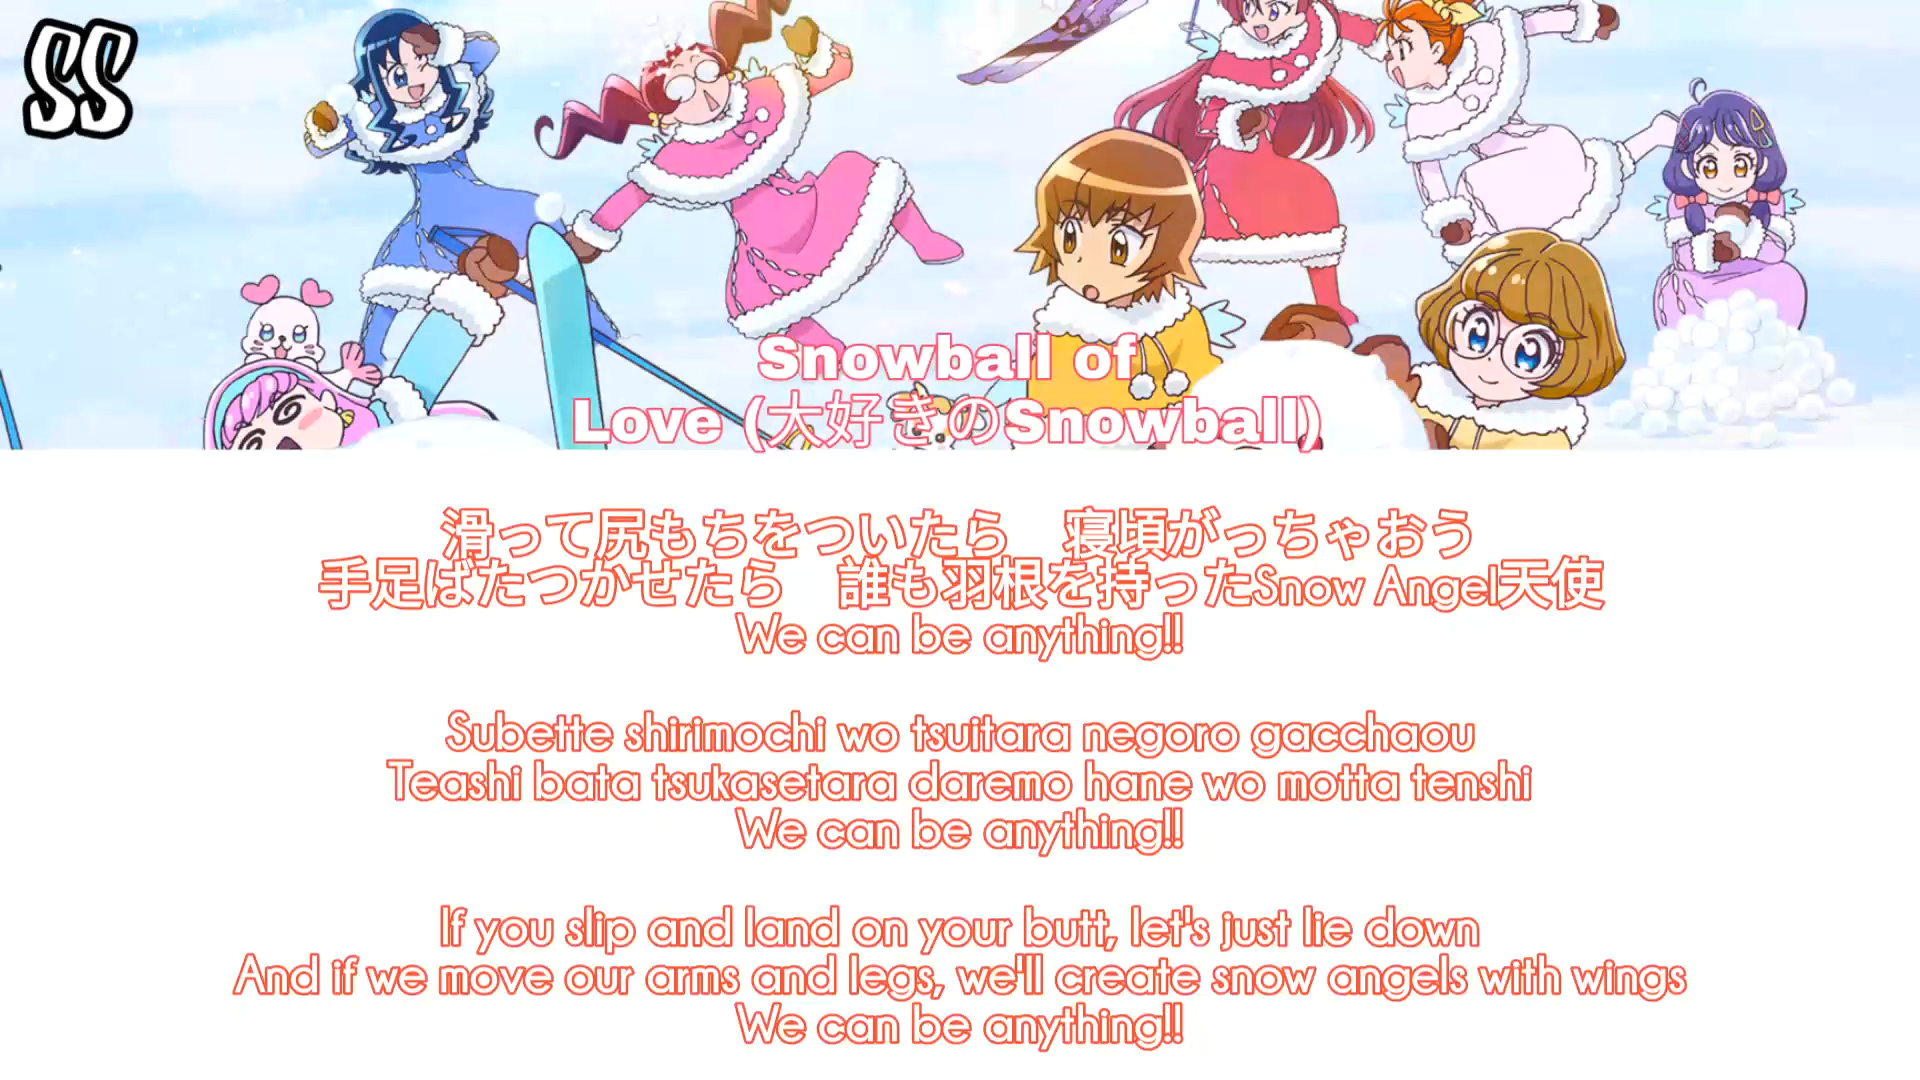 SS
Snowball of
Love (大好きのSnowball)
滑って尻もちをついたら　寝頃がっちゃおう
手足ばたつかせたら　誰も羽根を持ったSnow Angel天使
We can be anything!!
Subette shirimochi wo tsuitara negoro gacchaou
Teashi bata tsukasetara daremo hane wo motta tenshi
We can be anything!!
If you slip and land on your butt, let's just lie down
And if we move our arms and legs, we'll create snow angels with wings
We can be anything!!